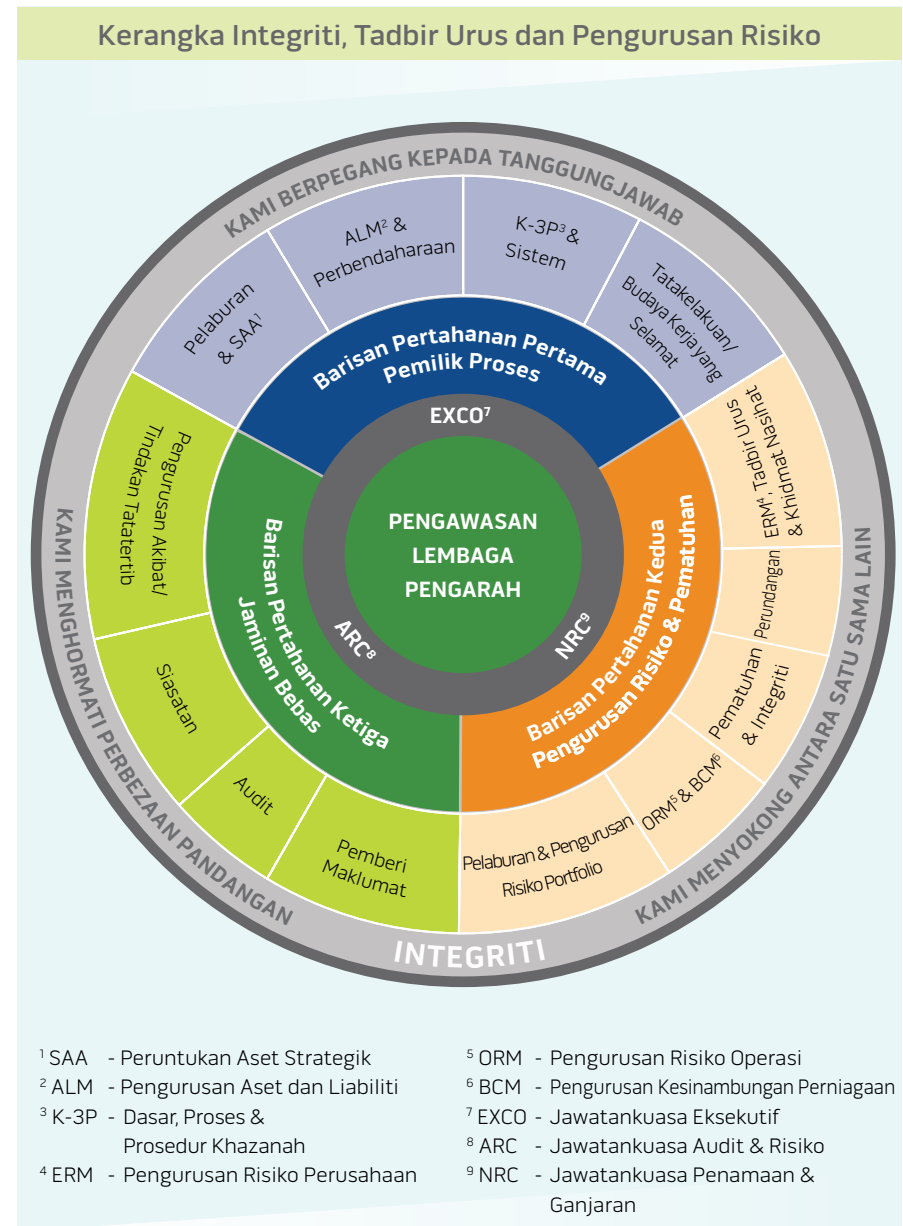 Kerangka Integriti, Tadbir Urus dan Pengurusan Risiko
KAMI BERPEGANG KEPADA TANGGUNGJAWAB
Pelaburan
& SAA¹
ALM² &
Perbendaharaan
K-3P³ &
Sistem
Tatakelakuan/
Budaya Kerja yang
Selamat
Barisan Pertahanan Pertama
Pemilik Proses
EXCO⁷
PENGAWASAN
LEMBAGA
PENGARAH
ARC⁸
NRC⁹
Barisan Pertahanan Kedua
Pengurusan Risiko & Pematuhan
ERM⁴, Tadbir Urus
& Khidmat Nasihat
Perundangan
Pematuhan
& Integriti
ORM⁵ & BCM⁶
Pelaburan & Pengurusan
Risiko Portfolio
KAMI MENYOKONG ANTARA SATU SAMA LAIN
Barisan Pertahanan Ketiga
Jaminan Bebas
Pengurusan Akibat/
Tindakan Tatatertib
Siasatan
Audit
Pemberi
Maklumat
KAMI MENGHORMATI PERBEZAAN PANDANGAN
INTEGRITI
¹ SAA - Peruntukan Aset Strategik
² ALM - Pengurusan Aset dan Liabiliti
³ K-3P - Dasar, Proses &
Prosedur Khazanah
⁴ ERM - Pengurusan Risiko Perusahaan
⁵ ORM - Pengurusan Risiko Operasi
⁶ BCM - Pengurusan Kesinambungan Perniagaan
⁷ EXCO - Jawatankuasa Eksekutif
⁸ ARC - Jawatankuasa Audit & Risiko
⁹ NRC - Jawatankuasa Penamaan &
Ganjaran